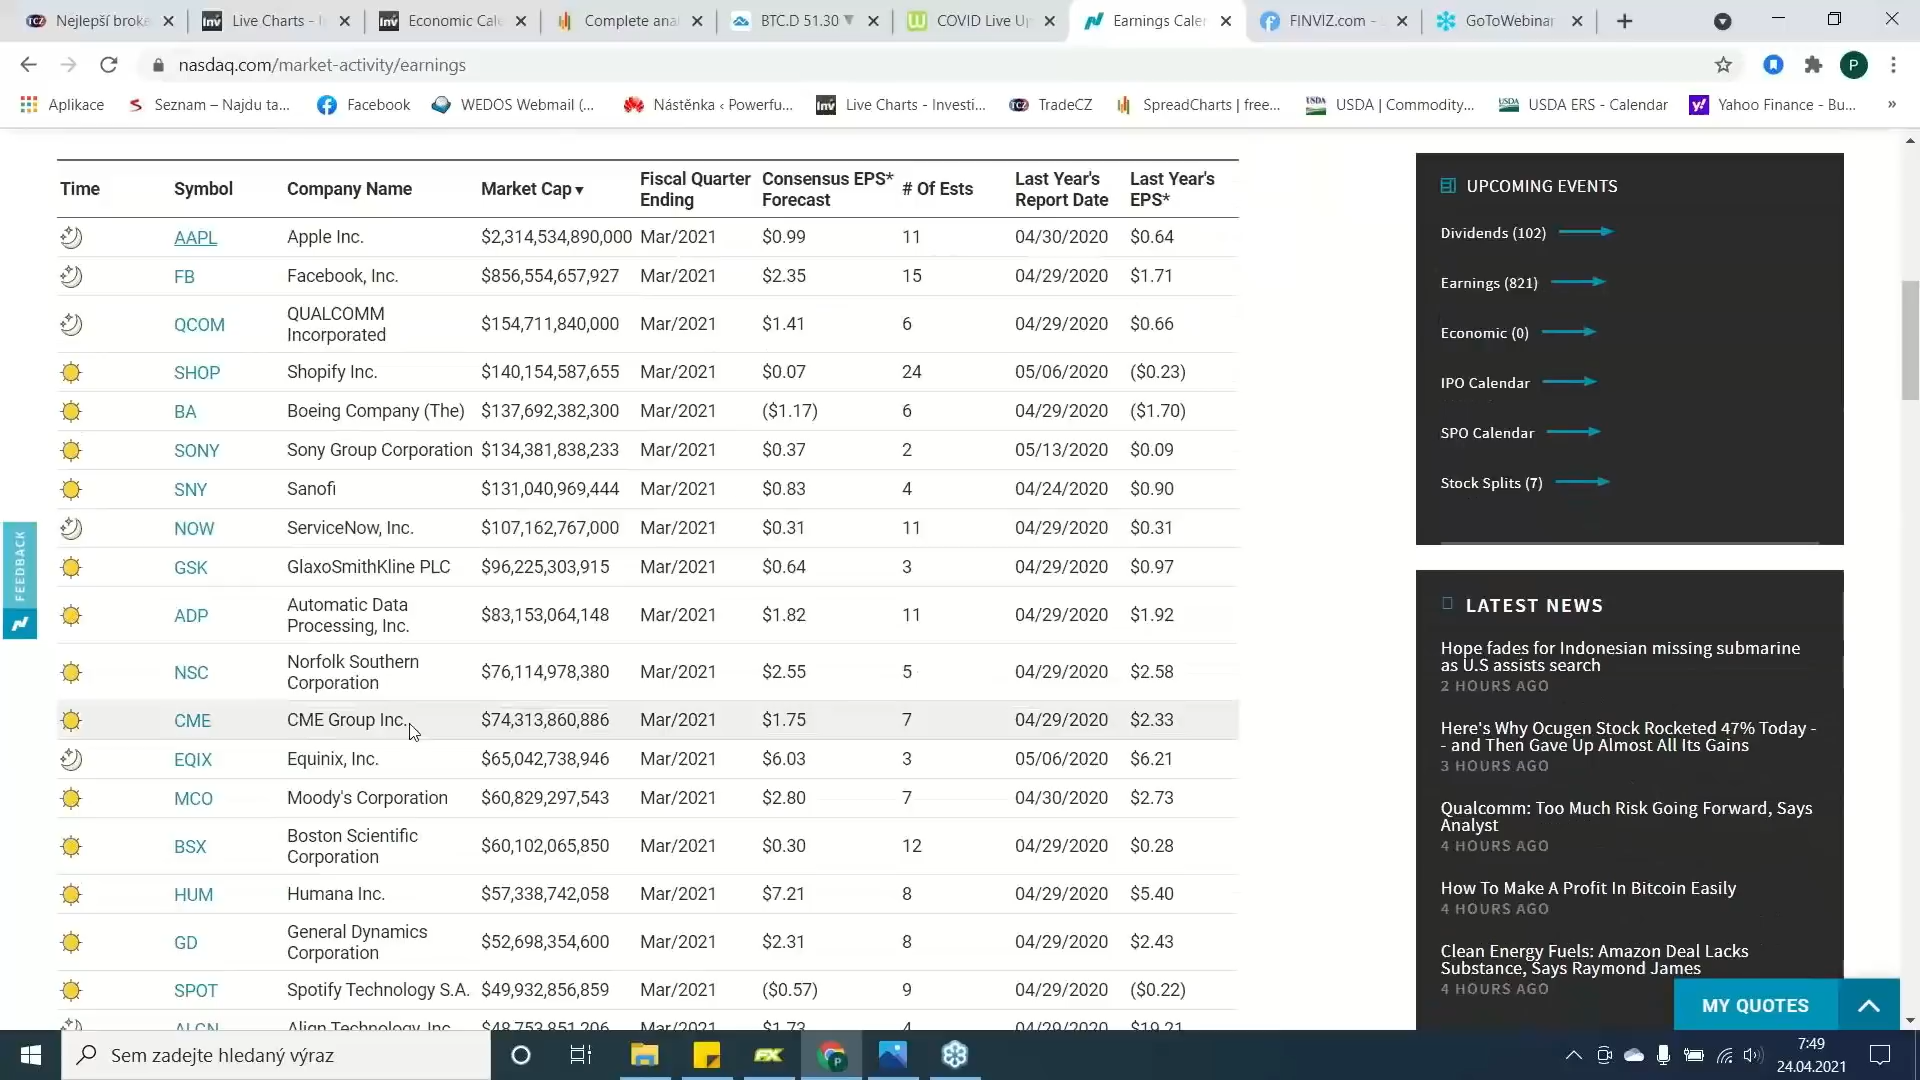 Nejlepší broke
Live Charts - I
Economic Cal
Complete ana
BTC.D 51.30 ▼
COVID Live U
Earnings Cale
FINVIZ.com -
GoToWebinar
nasdaq.com/market-activity/earnings
P
Aplikace
Seznam – Najdu ta...
Facebook
WEDOS Webmail (...
Nástěnka ‹ Powerfu...
Live Charts - Investi...
TradeCZ
SpreadCharts | free...
USDA | Commodity...
USDA ERS - Calendar
Yahoo Finance - Bu...
»
Time Symbol Company Name Market Cap ▾ Fiscal Quarter Ending Consensus EPS* Forecast # Of Ests Last Year's Report Date Last Year's EPS*
AAPL Apple Inc. $2,314,534,890,000 Mar/2021 $0.99 11 04/30/2020 $0.64
FB Facebook, Inc. $856,554,657,927 Mar/2021 $2.35 15 04/29/2020 $1.71
QCOM QUALCOMM Incorporated $154,711,840,000 Mar/2021 $1.41 6 04/29/2020 $0.66
SHOP Shopify Inc. $140,154,587,655 Mar/2021 $0.07 24 05/06/2020 ($0.23)
BA Boeing Company (The) $137,692,382,300 Mar/2021 ($1.17) 6 04/29/2020 ($1.70)
SONY Sony Group Corporation $134,381,838,233 Mar/2021 $0.37 2 05/13/2020 $0.09
SNY Sanofi $131,040,969,444 Mar/2021 $0.83 4 04/24/2020 $0.90
NOW ServiceNow, Inc. $107,162,767,000 Mar/2021 $0.31 11 04/29/2020 $0.31
GSK GlaxoSmithKline PLC $96,225,303,915 Mar/2021 $0.64 3 04/29/2020 $0.97
ADP Automatic Data Processing, Inc. $83,153,064,148 Mar/2021 $1.82 11 04/29/2020 $1.92
NSC Norfolk Southern Corporation $76,114,978,380 Mar/2021 $2.55 5 04/29/2020 $2.58
CME CME Group Inc. $74,313,860,886 Mar/2021 $1.75 7 04/29/2020 $2.33
EQIX Equinix, Inc. $65,042,738,946 Mar/2021 $6.03 3 05/06/2020 $6.21
MCO Moody's Corporation $60,829,297,543 Mar/2021 $2.80 7 04/30/2020 $2.73
BSX Boston Scientific Corporation $60,102,065,850 Mar/2021 $0.30 12 04/29/2020 $0.28
HUM Humana Inc. $57,338,742,058 Mar/2021 $7.21 8 04/29/2020 $5.40
GD General Dynamics Corporation $52,698,354,600 Mar/2021 $2.31 8 04/29/2020 $2.43
SPOT Spotify Technology S.A. $49,932,856,859 Mar/2021 ($0.57) 9 04/29/2020 ($0.22)
ALGN Align Technology, Inc. $48,753,851,206 Mar/2021 $1.73 4 04/29/2020 $19.21
FEEDBACK
UPCOMING EVENTS
Dividends (102)
Earnings (821)
Economic (0)
IPO Calendar
SPO Calendar
Stock Splits (7)
LATEST NEWS
Hope fades for Indonesian missing submarine
as U.S assists search
2 HOURS AGO
Here's Why Ocugen Stock Rocketed 47% Today -
- and Then Gave Up Almost All Its Gains
3 HOURS AGO
Qualcomm: Too Much Risk Going Forward, Says
Analyst
4 HOURS AGO
How To Make A Profit In Bitcoin Easily
4 HOURS AGO
Clean Energy Fuels: Amazon Deal Lacks
Substance, Says Raymond James
4 HOURS AGO
MY QUOTES
Sem zadejte hledaný výraz
7:49
24.04.2021